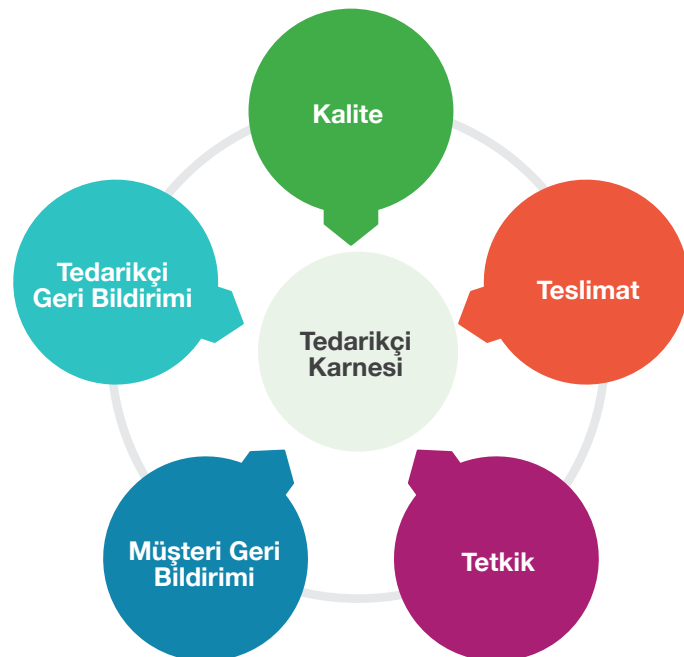 Kalite
Teslimat
Tetkik
Müşteri Geri
Bildirimi
Tedarikçi
Geri Bildirimi
Tedarikçi
Karnesi